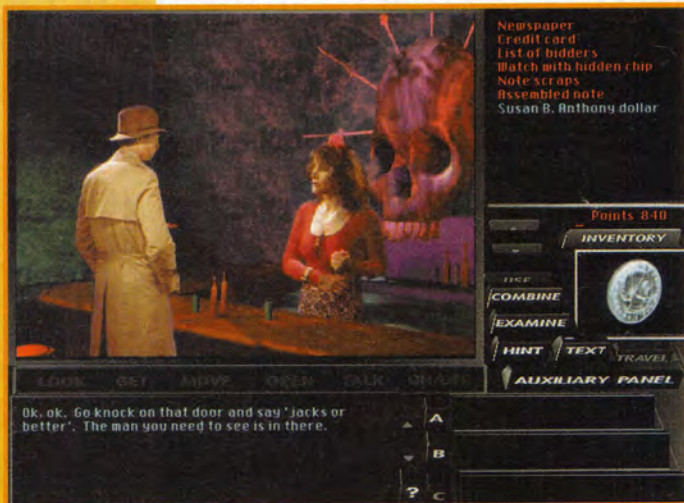 Newspaper
Credit card
List of bidders
Watch with hidden chip
Note scraps
Assembled note
Susan B. Anthony dollar
Points 840
INVENTORY
USE
COMBINE
EXAMINE
HINT TEXT TRAVEL
AUXILIARY PANEL
LOOK GET MOVE OPEN TALK ON/OFF
Ok, ok. Go knock on that door and say 'jacks or
better'. The man you need to see is in there.
A
B
? C